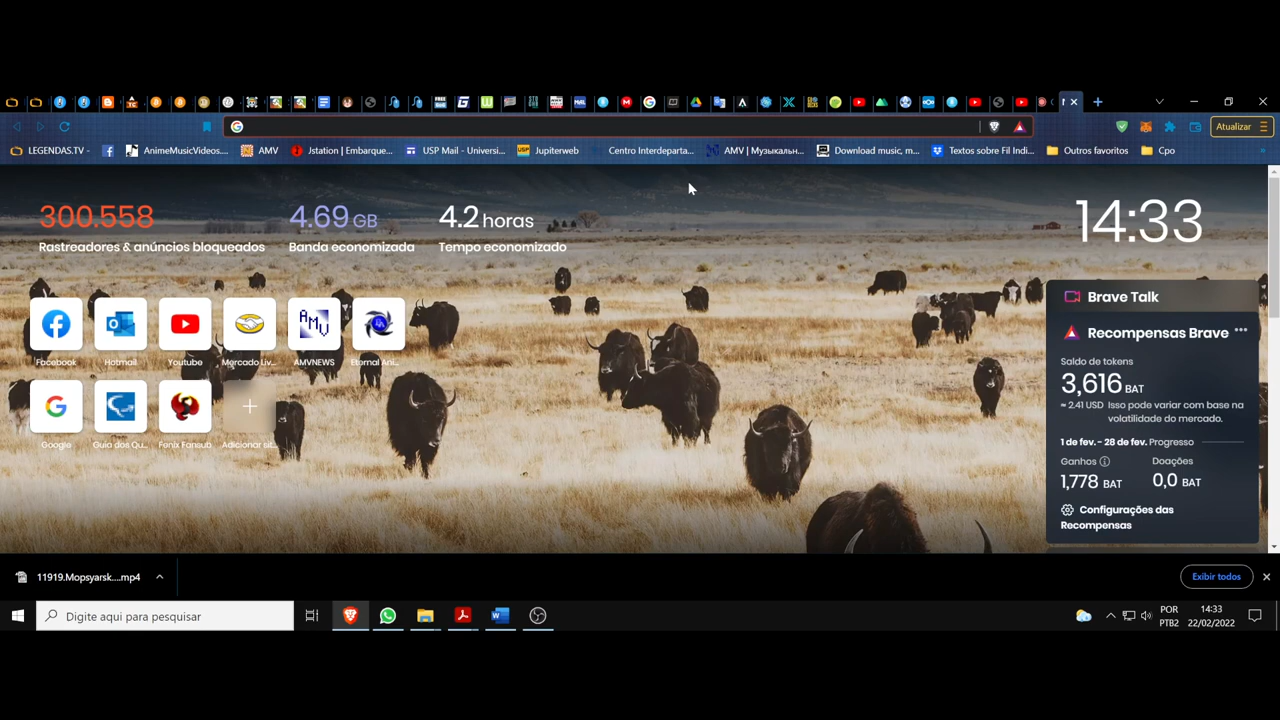 Atualizar
LEGENDAS.TV -
AnimeMusicVideos...
AMV
Jstation | Embarque...
USP Mail - Universi...
Jupiterweb
Centro Interdeparta...
AMV | Музыкальн...
Download music, m...
Textos sobre Fil Indi...
Outros favoritos
Cpo
300.558
Rastreadores & anúncios bloqueados
4.69 GB
Banda economizada
4.2 horas
Tempo economizado
14:33
Facebook
Hotmail
Youtube
Mercado Liv...
AMVNEWS
Eternal Ani...
Google
Guia dos Qu...
Fenix Fansub
Adicionar sit...
Brave Talk
Recompensas Brave
Saldo de tokens
3,616 BAT
≈ 2.41 USD Isso pode variar com base na
volatilidade do mercado.
1 de fev. - 28 de fev. Progresso
Ganhos
Doações
1,778 BAT
0,0 BAT
Configurações das
Recompensas
11919.Mopsyarsk....mp4
Exibir todos
Digite aqui para pesquisar
POR
PTB2
14:33
22/02/2022